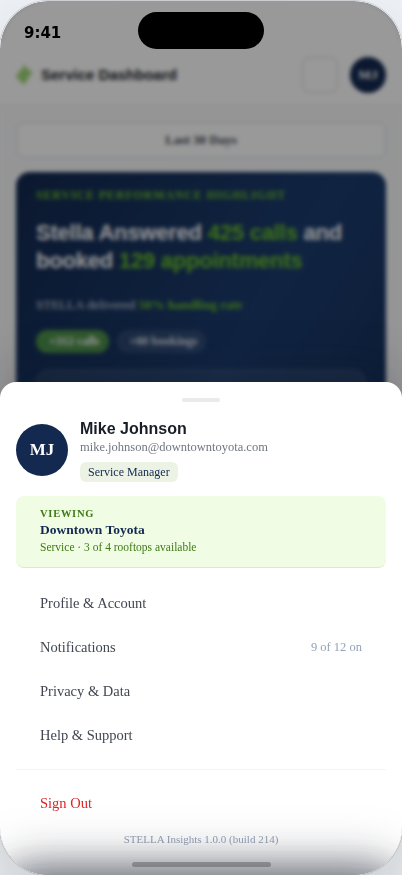 9:41
Service Dashboard
MJ
Last 30 Days
SERVICE PERFORMANCE HIGHLIGHT
Stella Answered 425 calls and
booked 129 appointments
STELLA delivered 50% handling rate
MJ
Mike Johnson
mike.johnson@downtowntoyota.com
Service Manager
VIEWING
Downtown Toyota
Service · 3 of 4 rooftops available
Profile & Account
Notifications
9 of 12 on
Privacy & Data
Help & Support
Sign Out
STELLA Insights 1.0.0 (build 214)